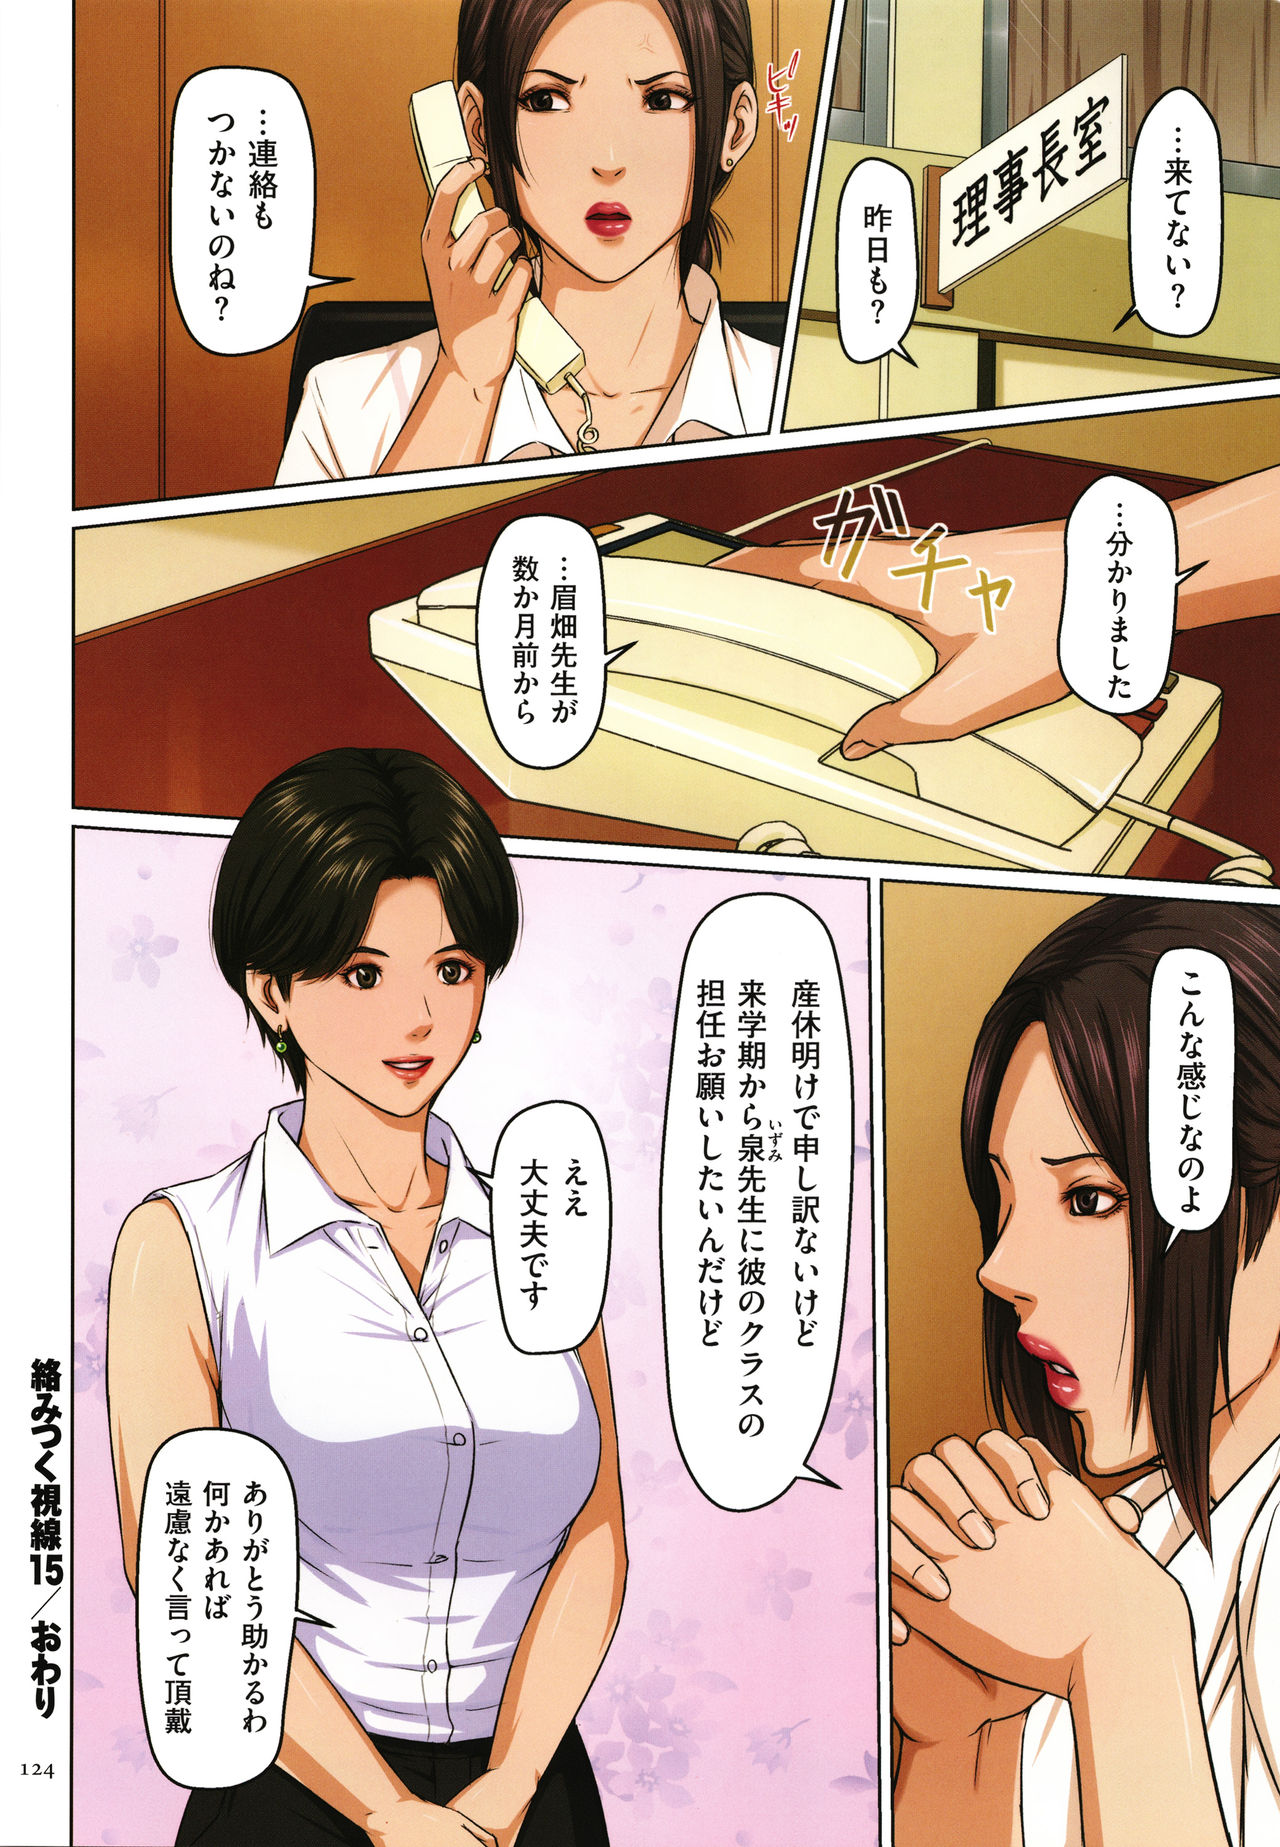 …来てない？
理事長室
昨日も？
ピキッ
…連絡も
つかないのね？
…分かりました
ガチャ
…眉畑先生が
数か月前から
こんな感じなのよ
産休明けで申し訳ないけど
来学期から泉先生に彼のクラスの
いずみ
担任お願いしたいんだけど
ええ
大丈夫です
ありがとう助かるわ
何かあれば
遠慮なく言って頂戴
絡みつく視線15／おわり
124